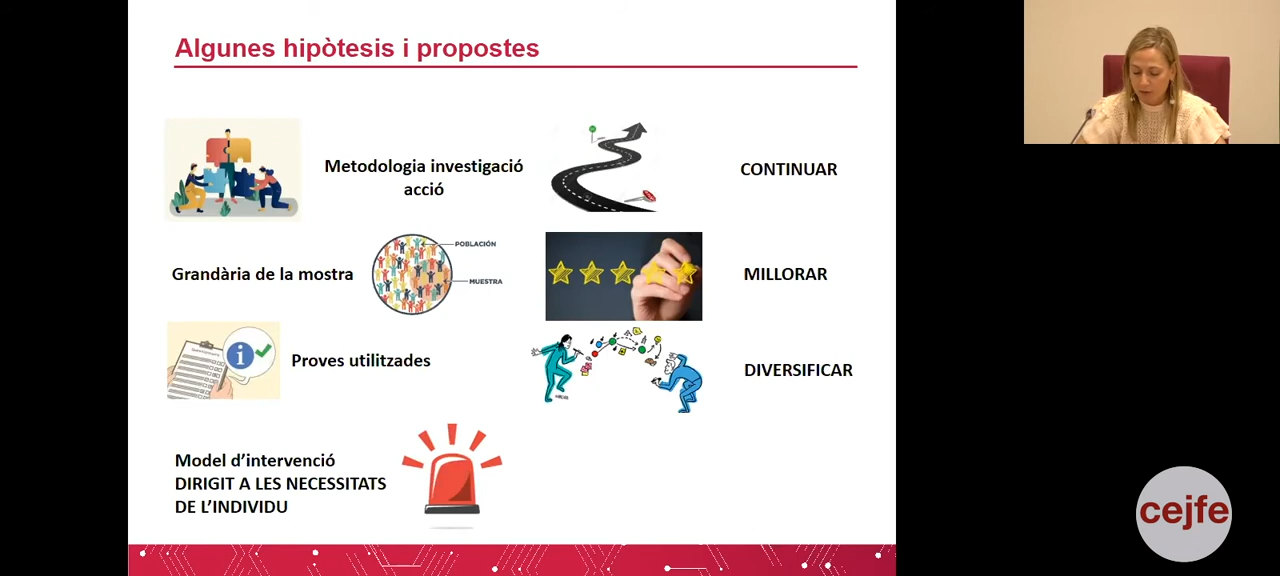 Algunes hipòtesis i propostes
Metodologia investigació
acció
CONTINUAR
Grandària de la mostra
POBLACIÓN
MUESTRA
MILLORAR
Proves utilitzades
DIVERSIFICAR
Model d’intervenció
DIRIGIT A LES NECESSITATS
DE L’INDIVIDU
cejfe